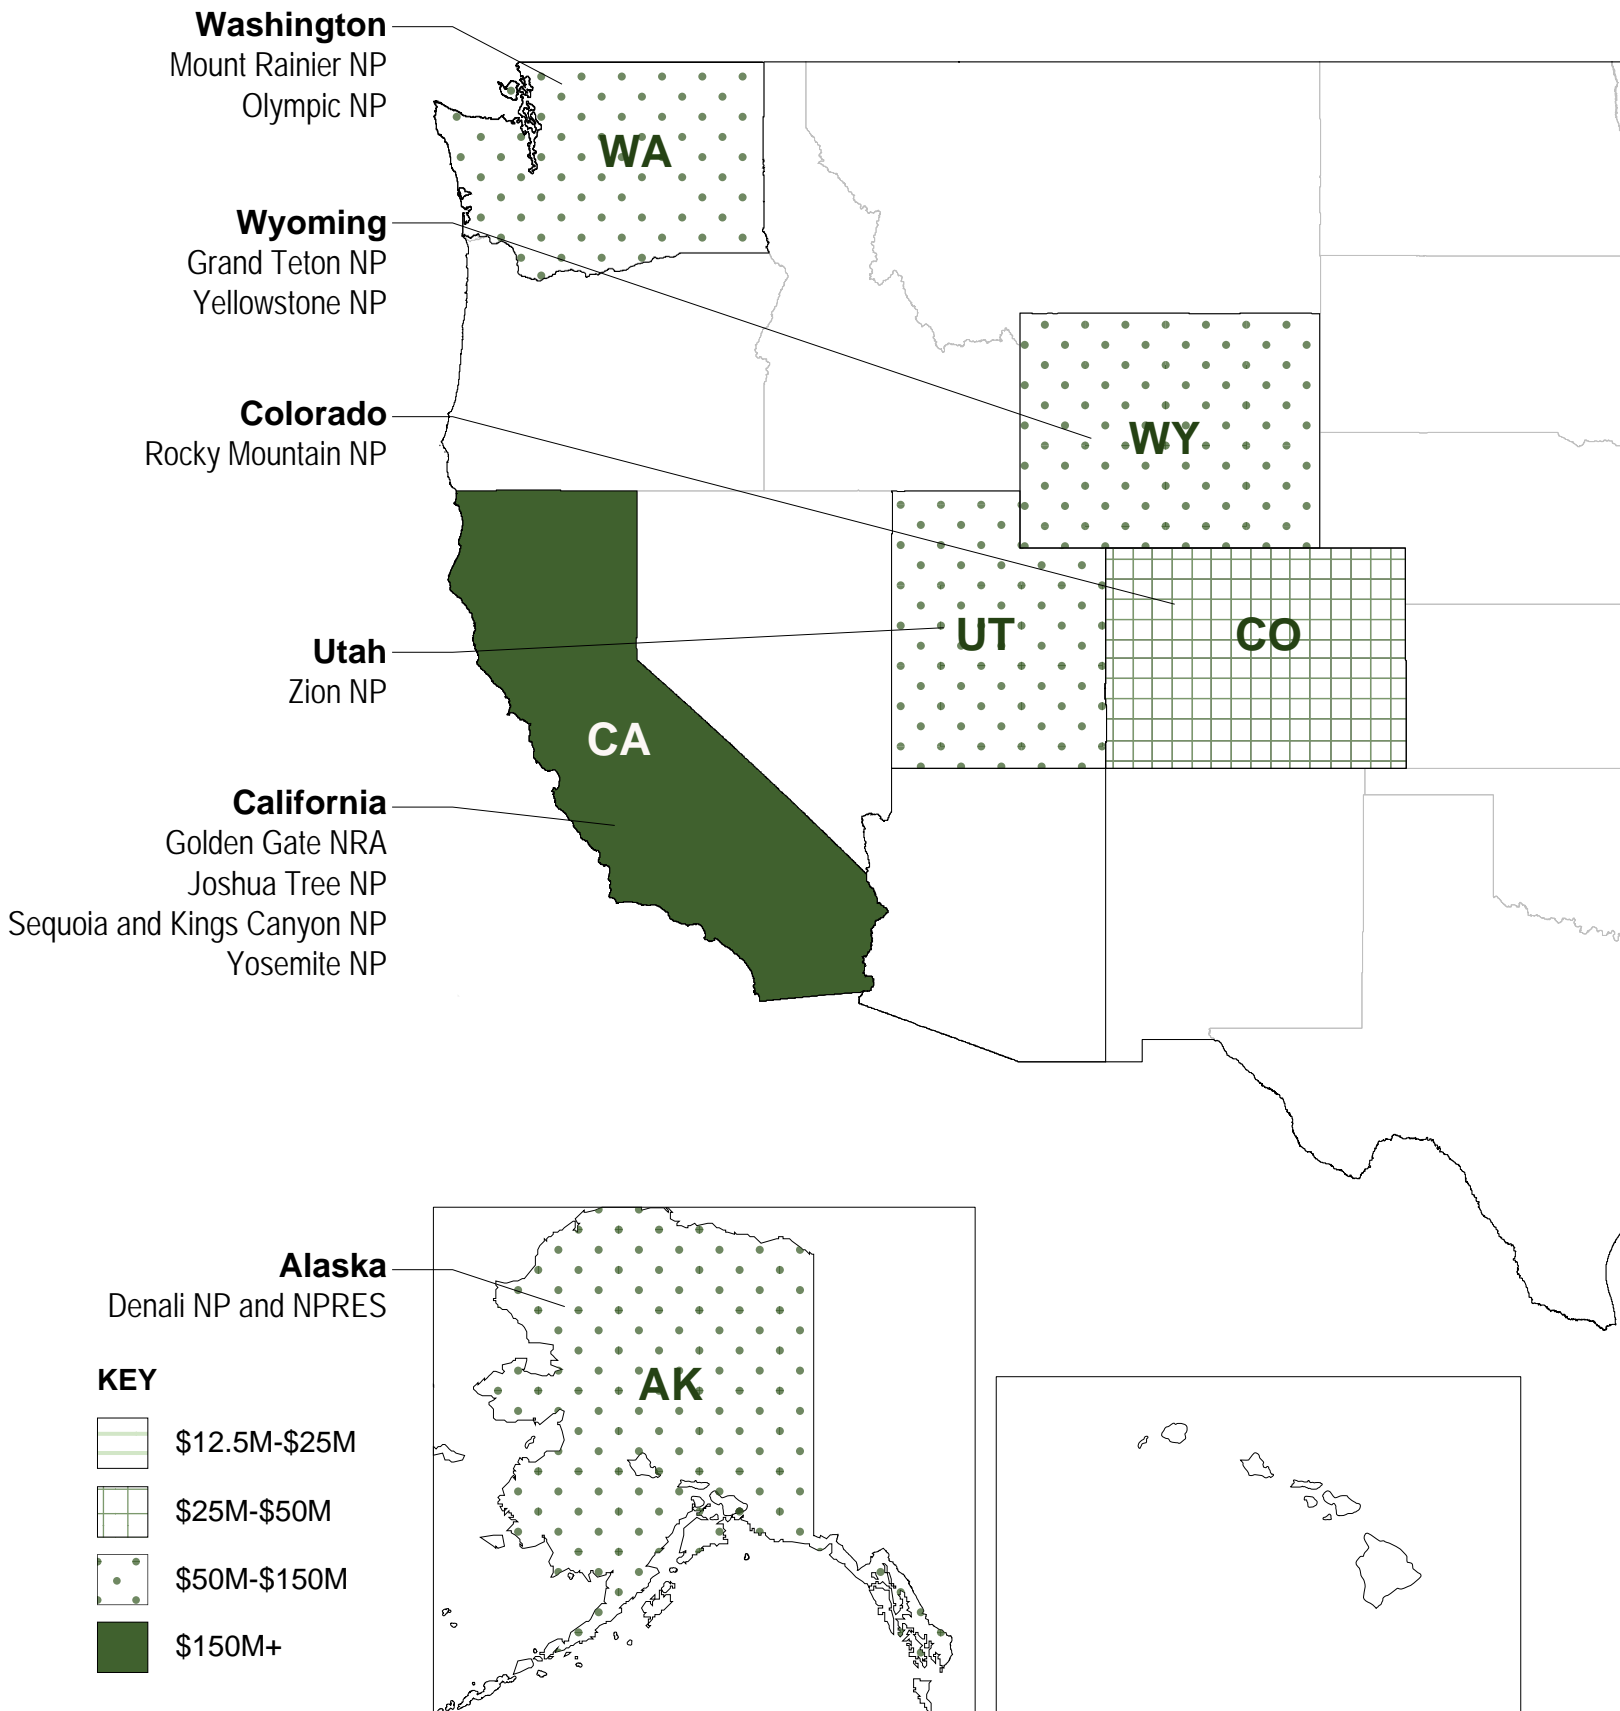 Washington
Mount Rainier NP
Olympic NP
WA
Wyoming
Grand Teton NP
Yellowstone NP
WY
Colorado
Rocky Mountain NP
CO
Utah
Zion NP
UT
CA
California
Golden Gate NRA
Joshua Tree NP
Sequoia and Kings Canyon NP
Yosemite NP
Alaska
Denali NP and NPRES
AK
KEY
$12.5M-$25M
$25M-$50M
$50M-$150M
$150M+